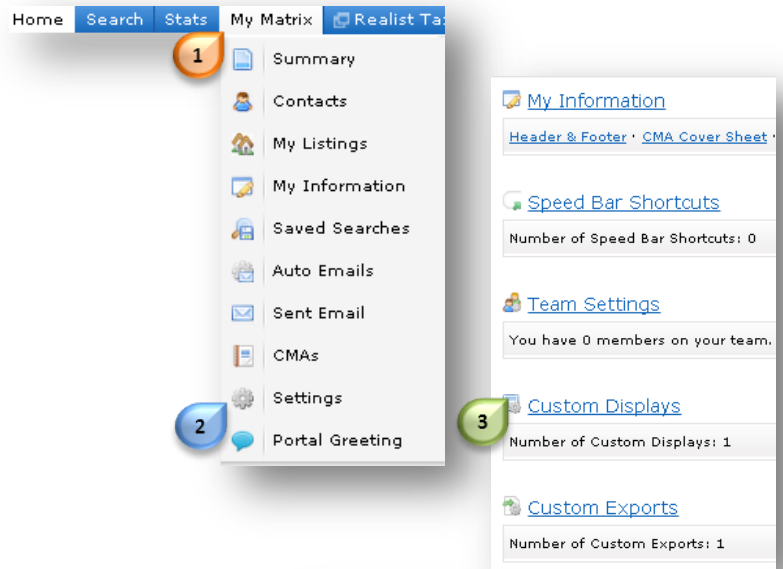 Home Search Stats My Matrix Realist Ta
1
Summary
Contacts
My Listings
My Information
Saved Searches
Auto Emails
Sent Email
CMAs
Settings
2
Portal Greeting
My Information
Header & Footer · CMA Cover Sheet ·
Speed Bar Shortcuts
Number of Speed Bar Shortcuts: 0
Team Settings
You have 0 members on your team.
3
Custom Displays
Number of Custom Displays: 1
Custom Exports
Number of Custom Exports: 1